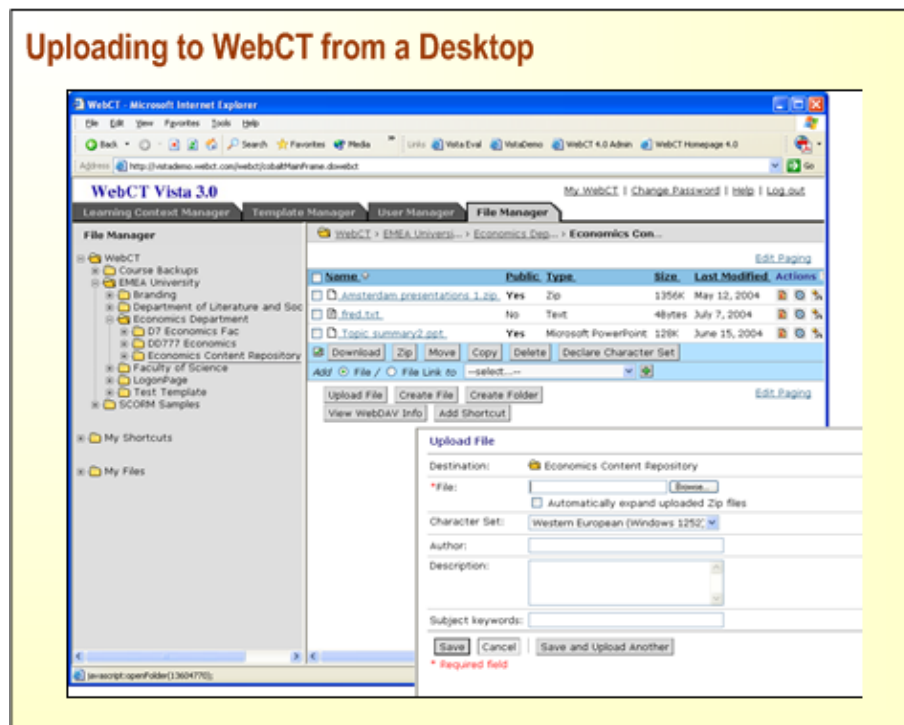 Uploading to WebCT from a Desktop
WebCT - Microsoft Internet Explorer
File Edit View Favorites Tools Help
Back Search Favorites Media Links Vista Eval VistaDemo WebCT 4.0 Admin WebCT Homepage 4.0
Address http://vistademo.webct.com/webct/cobaltMainFrame.dowebct Go
WebCT Vista 3.0 My WebCT | Change Password | Help | Log out
Learning Context Manager Template Manager User Manager File Manager
File Manager
WebCT › EMEA Universi... › Economics Dep... › Economics Con...
WebCT
Course Backups
EMEA University
Branding
Department of Literature and Soc
Economics Department
D7 Economics Fac
DD777 Economics
Economics Content Repository
Faculty of Science
LogonPage
Test Template
SCORM Samples
My Shortcuts
My Files
Edit Paging
Name Public Type Size Last Modified Actions
Amsterdam presentations 1.zip Yes Zip 1356K May 12, 2004
fred.txt No Text 4Bytes July 7, 2004
Topic summary2.ppt Yes Microsoft PowerPoint 128K June 15, 2004
Download Zip Move Copy Delete Declare Character Set
Add File / File Link to --select...--
Upload File Create File Create Folder Edit Paging
View WebDAV Info Add Shortcut
Upload File
Destination: Economics Content Repository
*File: Browse...
Automatically expand uploaded Zip files
Character Set: Western European (Windows 1252)
Author:
Description:
Subject keywords:
Save Cancel | Save and Upload Another
* Required field
javascript:openFolder(13604770);